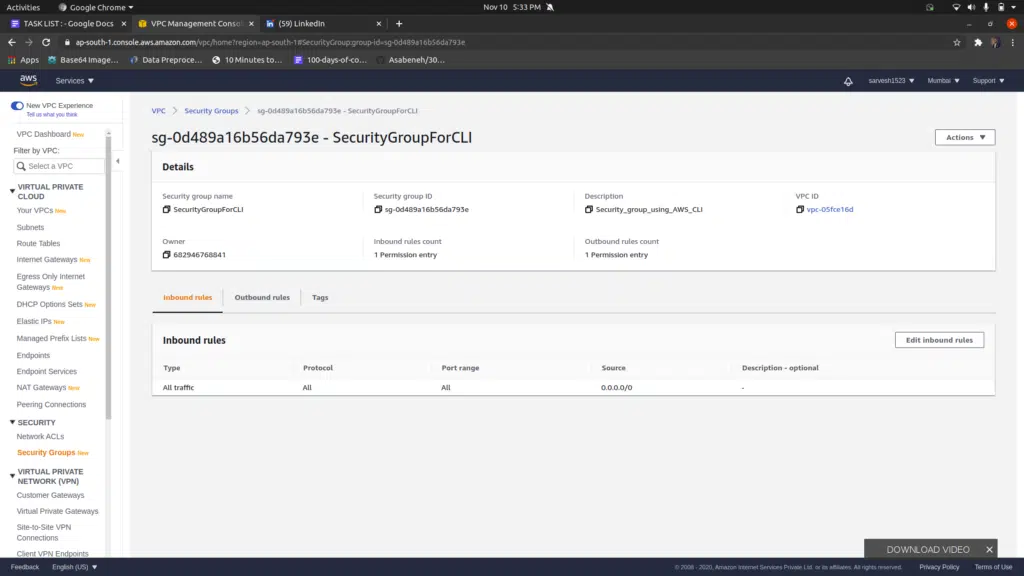 Activities
Google Chrome
Nov 10 5:33 PM
TASK LIST : - Google Docs
VPC Management Consol
(59) LinkedIn
ap-south-1.console.aws.amazon.com/vpc/home?region=ap-south-1#SecurityGroup:group-id=sg-0d489a16b56da793e
Apps
Base64 Image...
Data Preproce...
10 Minutes to...
100-days-of-co...
Asabeneh/30...
aws
Services
sarvesh1523
Mumbai
Support
New VPC Experience
Tell us what you think
VPC Dashboard New
Filter by VPC:
Select a VPC
VIRTUAL PRIVATE
CLOUD
Your VPCs New
Subnets
Route Tables
Internet Gateways New
Egress Only Internet
Gateways New
DHCP Options Sets New
Elastic IPs New
Managed Prefix Lists New
Endpoints
Endpoint Services
NAT Gateways New
Peering Connections
SECURITY
Network ACLs
Security Groups New
VIRTUAL PRIVATE
NETWORK (VPN)
Customer Gateways
Virtual Private Gateways
Site-to-Site VPN
Connections
Client VPN Endpoints
VPC > Security Groups > sg-0d489a16b56da793e - SecurityGroupForCLI
sg-0d489a16b56da793e - SecurityGroupForCLI
Actions
Details
Security group name
SecurityGroupForCLI
Security group ID
sg-0d489a16b56da793e
Description
Security_group_using_AWS_CLI
VPC ID
vpc-05fce16d
Owner
682946768841
Inbound rules count
1 Permission entry
Outbound rules count
1 Permission entry
Inbound rules
Outbound rules
Tags
Inbound rules
Edit inbound rules
Type Protocol Port range Source Description - optional
All traffic All All 0.0.0.0/0 -
DOWNLOAD VIDEO
Feedback
English (US)
© 2008 - 2020, Amazon Internet Services Private Ltd. or its affiliates. All rights reserved.
Privacy Policy
Terms of Use